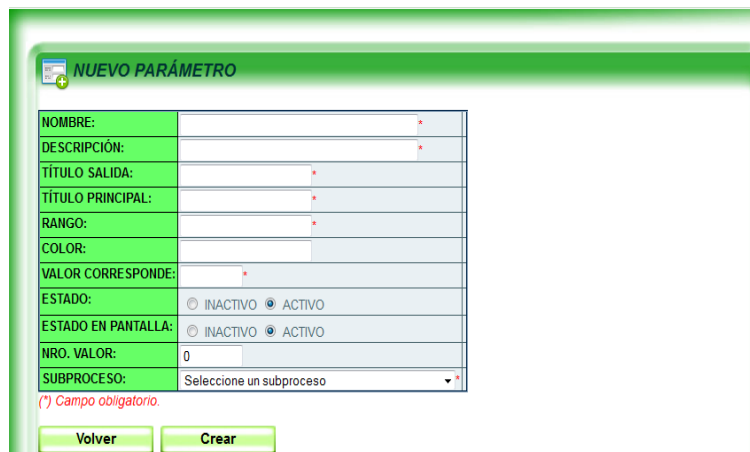 NUEVO PARÁMETRO
NOMBRE: *
DESCRIPCIÓN: *
TÍTULO SALIDA: *
TÍTULO PRINCIPAL: *
RANGO: *
COLOR:
VALOR CORRESPONDE: *
ESTADO: INACTIVO ACTIVO
ESTADO EN PANTALLA: INACTIVO ACTIVO
NRO. VALOR: 0
SUBPROCESO: Seleccione un subproceso *
(*) Campo obligatorio.
Volver Crear